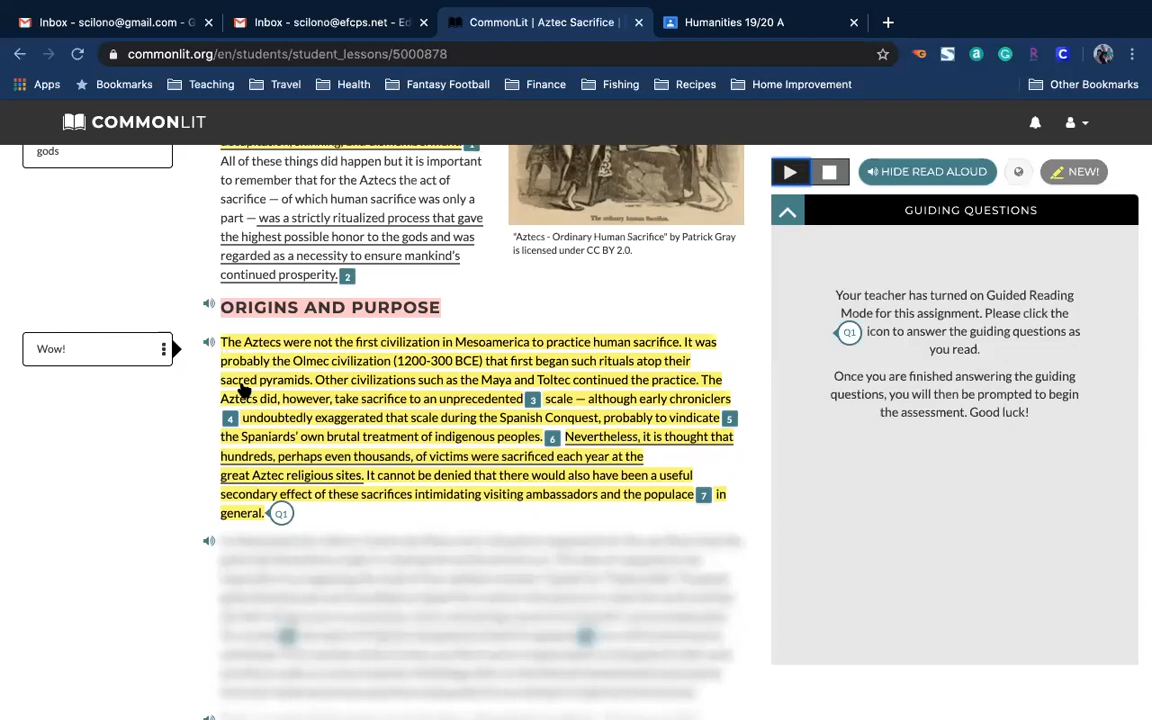 Inbox - scilono@gmail.com - G
Inbox - scilono@efcps.net - Ed
CommonLit | Aztec Sacrifice |
Humanities 19/20 A
commonlit.org/en/students/student_lessons/5000878
Apps
Bookmarks
Teaching
Travel
Health
Fantasy Football
Finance
Fishing
Recipes
Home Improvement
Other Bookmarks
COMMONLIT
gods
1
All of these things did happen but it is important
to remember that for the Aztecs the act of
sacrifice — of which human sacrifice was only a
part — was a strictly ritualized process that gave
the highest possible honor to the gods and was
regarded as a necessity to ensure mankind's
continued prosperity. 2
The ordinary human Sacrifice
"Aztecs - Ordinary Human Sacrifice" by Patrick Gray
is licensed under CC BY 2.0.
ORIGINS AND PURPOSE
Wow!
The Aztecs were not the first civilization in Mesoamerica to practice human sacrifice. It was
probably the Olmec civilization (1200-300 BCE) that first began such rituals atop their
sacred pyramids. Other civilizations such as the Maya and Toltec continued the practice. The
Aztecs did, however, take sacrifice to an unprecedented 3 scale — although early chroniclers
4 undoubtedly exaggerated that scale during the Spanish Conquest, probably to vindicate 5
the Spaniards' own brutal treatment of indigenous peoples. 6 Nevertheless, it is thought that
hundreds, perhaps even thousands, of victims were sacrificed each year at the
great Aztec religious sites. It cannot be denied that there would also have been a useful
secondary effect of these sacrifices intimidating visiting ambassadors and the populace 7 in
general. Q1
HIDE READ ALOUD
NEW!
GUIDING QUESTIONS
Your teacher has turned on Guided Reading
Mode for this assignment. Please click the
Q1 icon to answer the guiding questions as
you read.
Once you are finished answering the guiding
questions, you will then be prompted to begin
the assessment. Good luck!